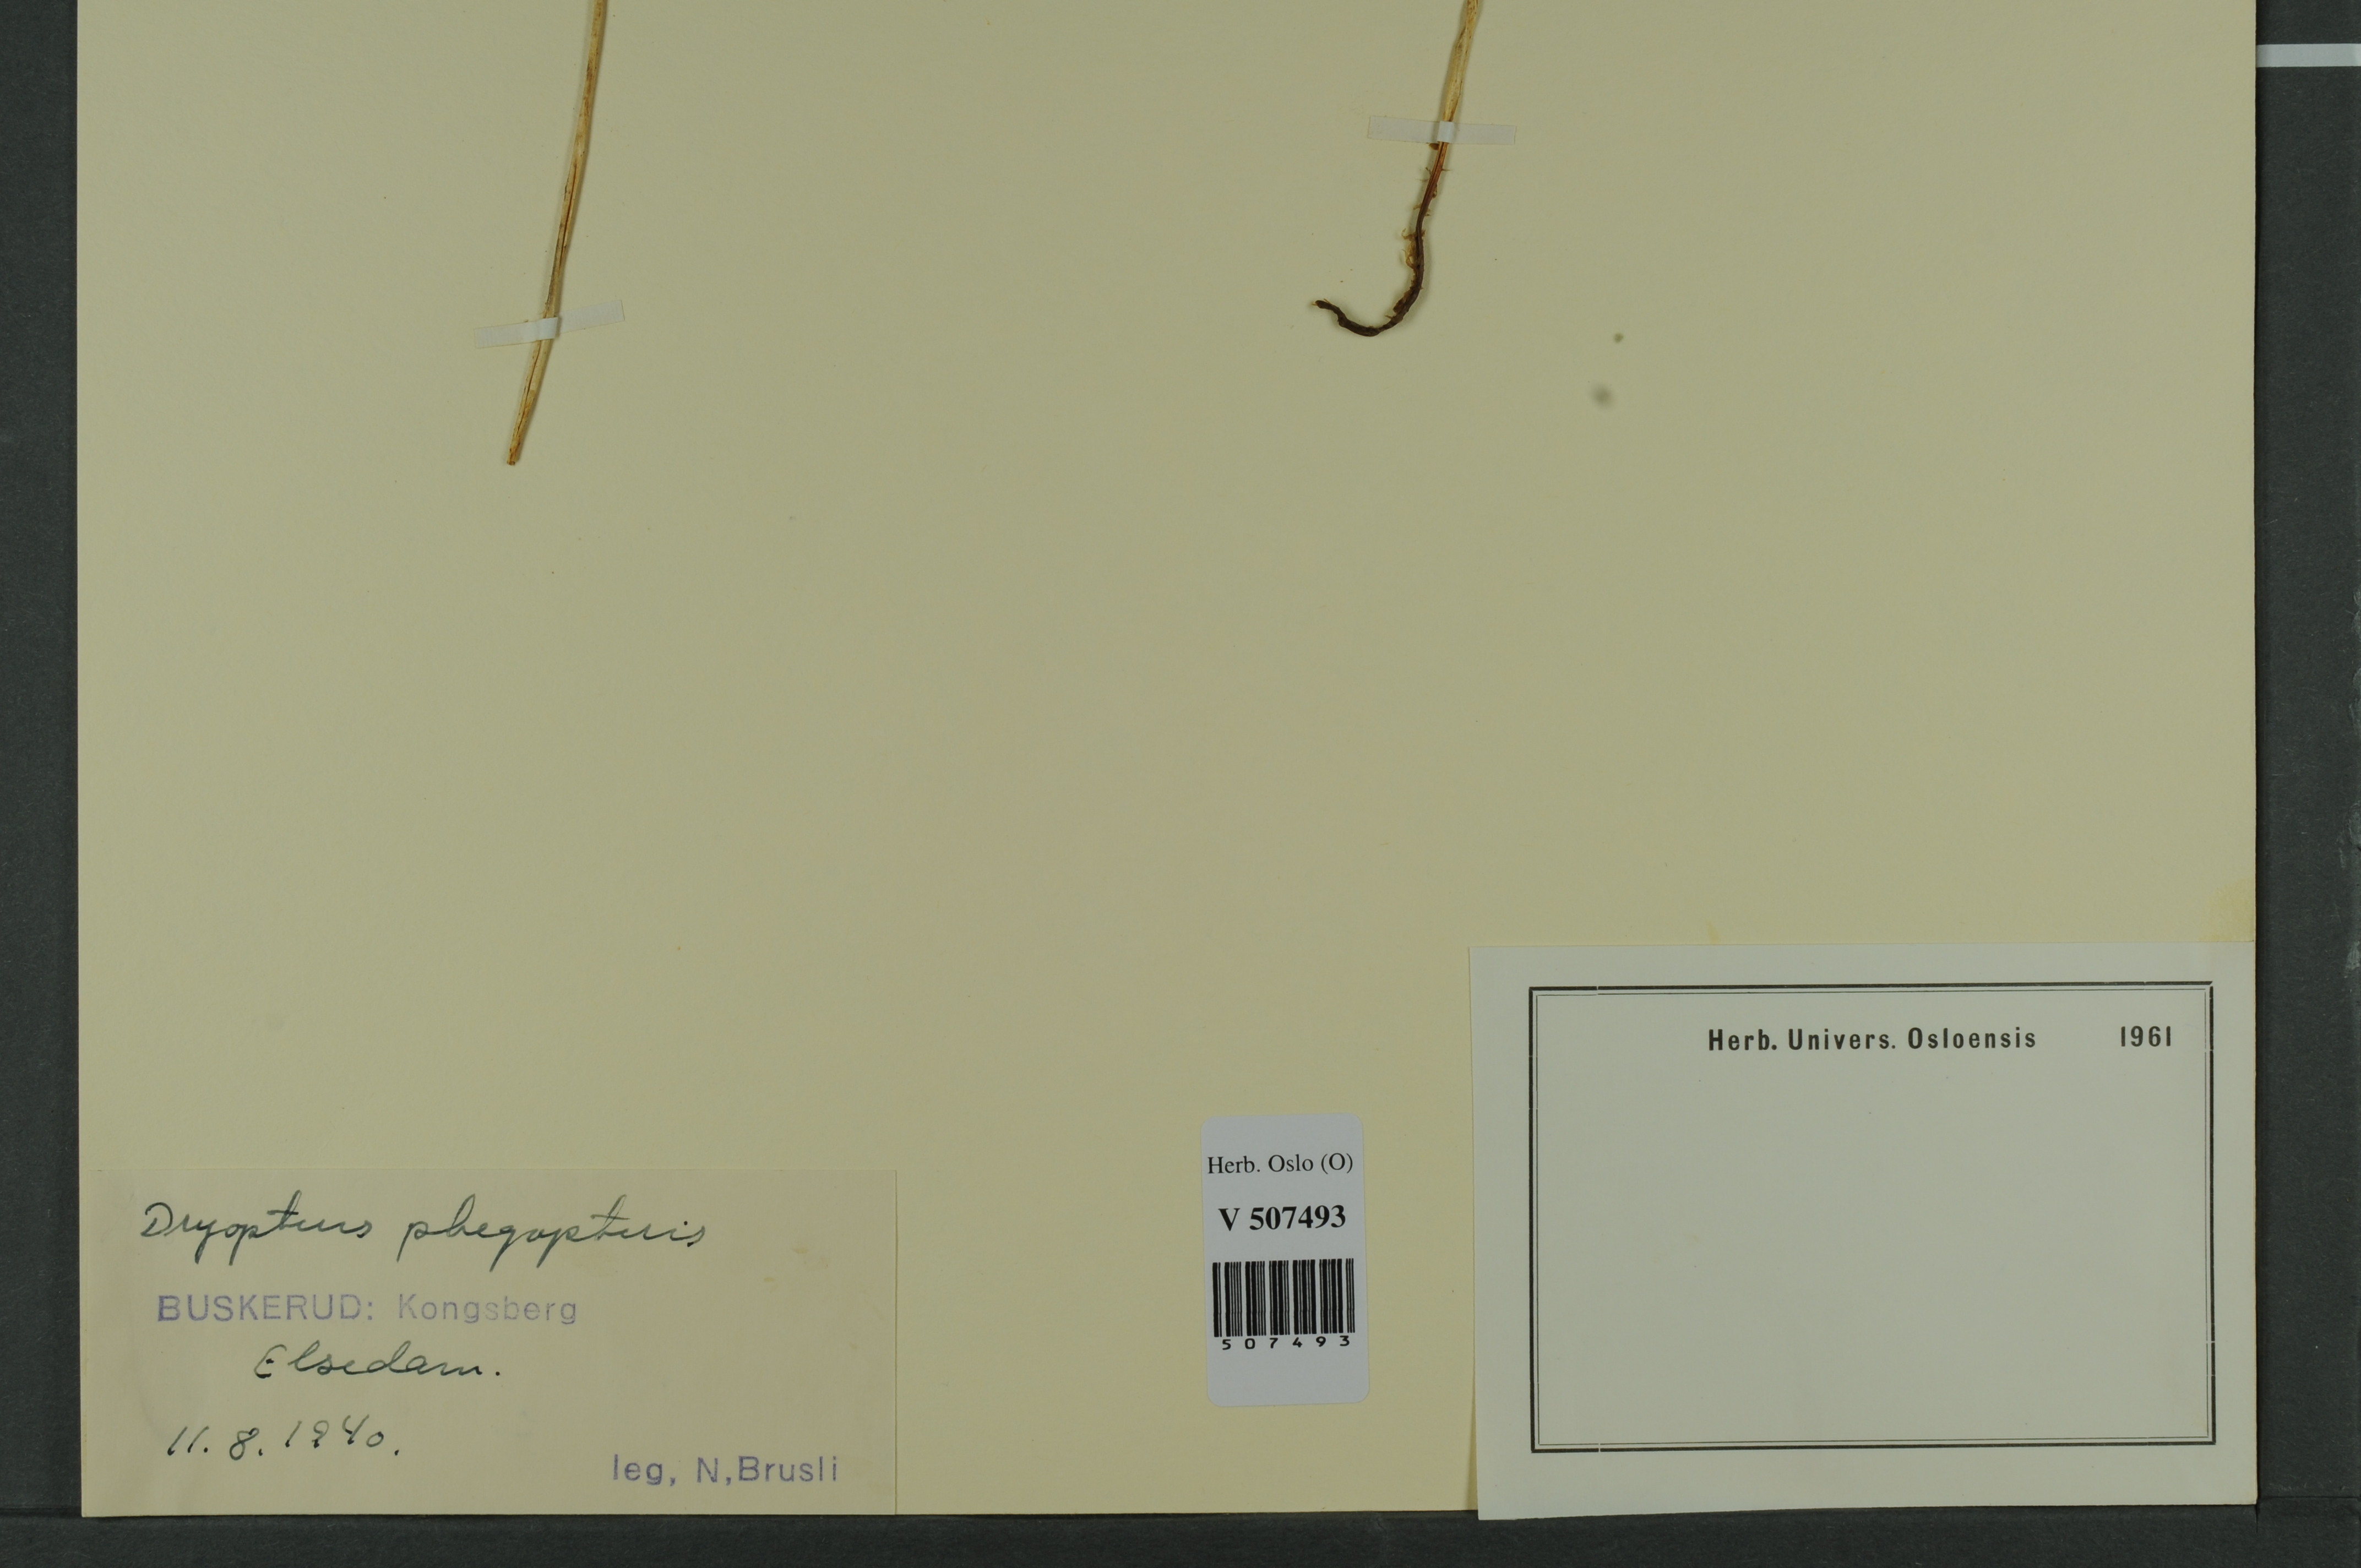 Dryopteris phegopteris
BUSKERUD: Kongsberg
Elsedam.
11. 8. 1940.
leg, N,Brusli
Herb. Oslo (O)
V 507493
507493
Herb. Univers. Osloensis 1961